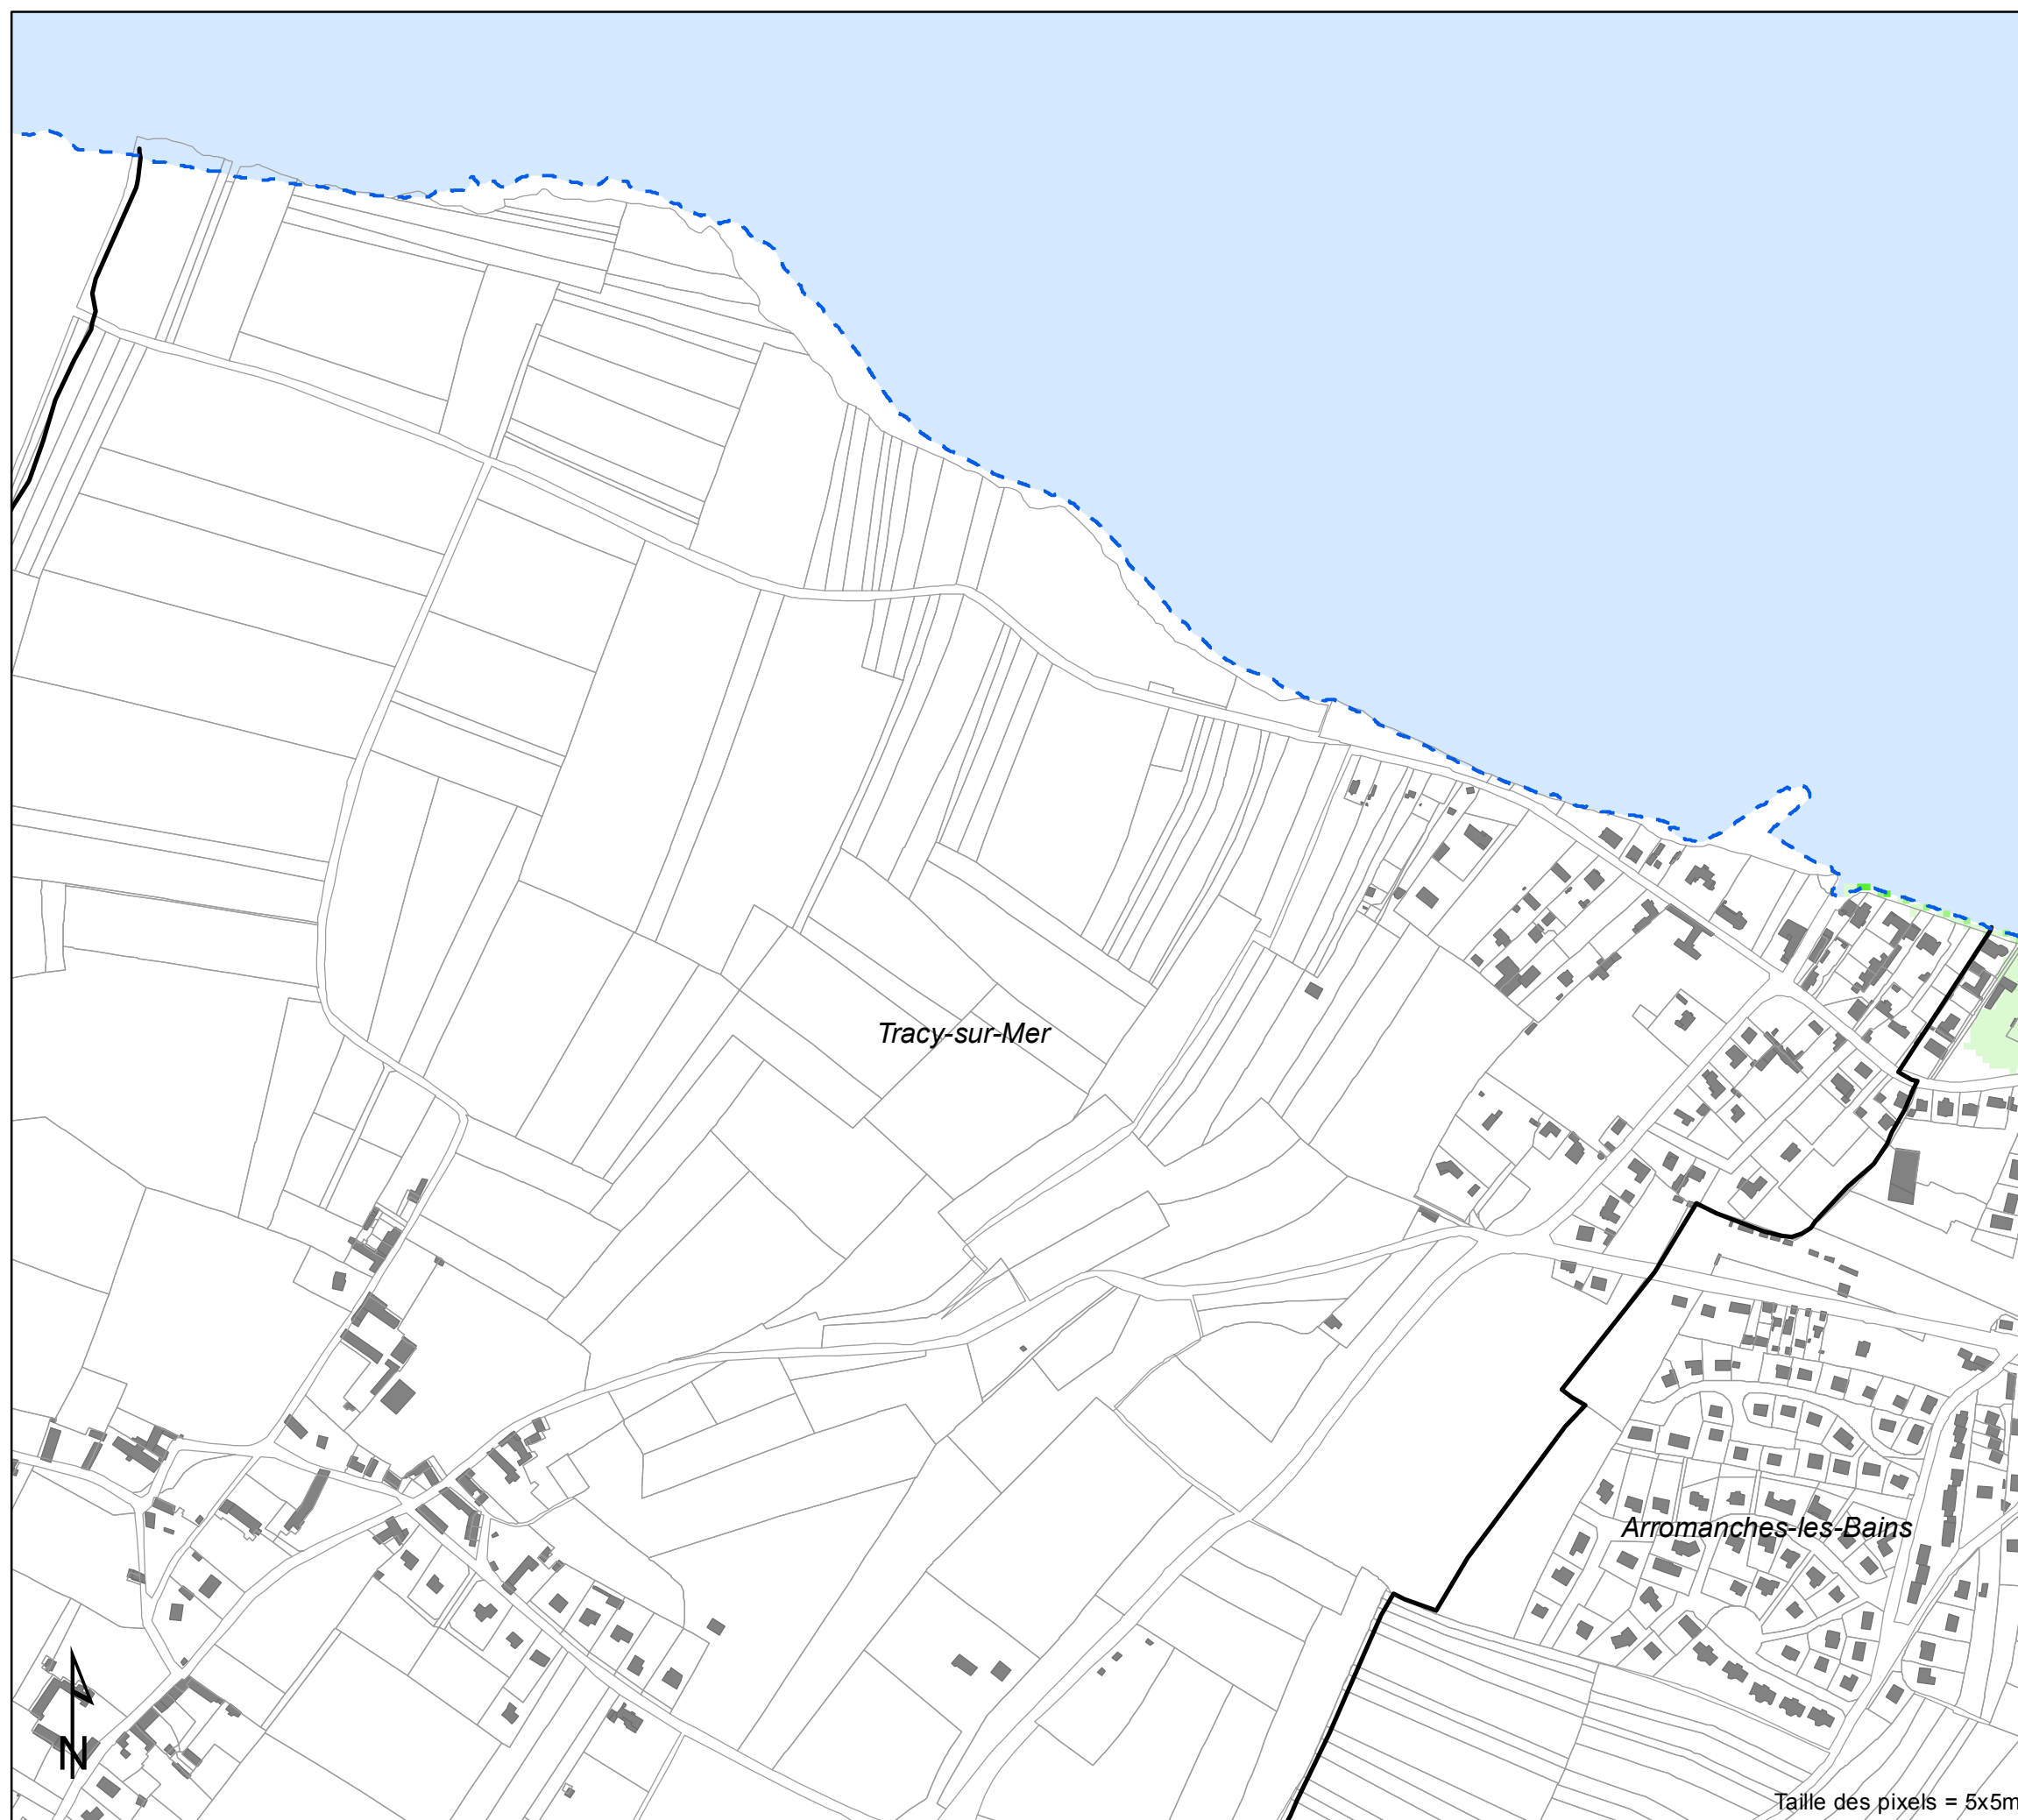 Tracy-sur-Mer
Arromanches-les-Bains
N
Taille des pixels = 5x5m